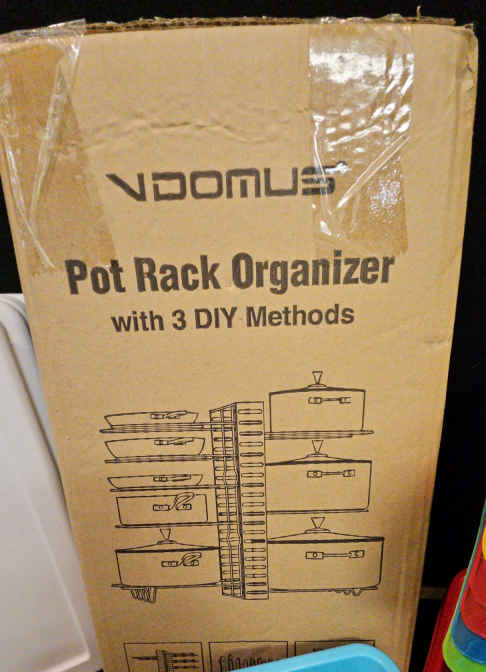 VDOMUS
Pot Rack Organizer
with 3 DIY Methods